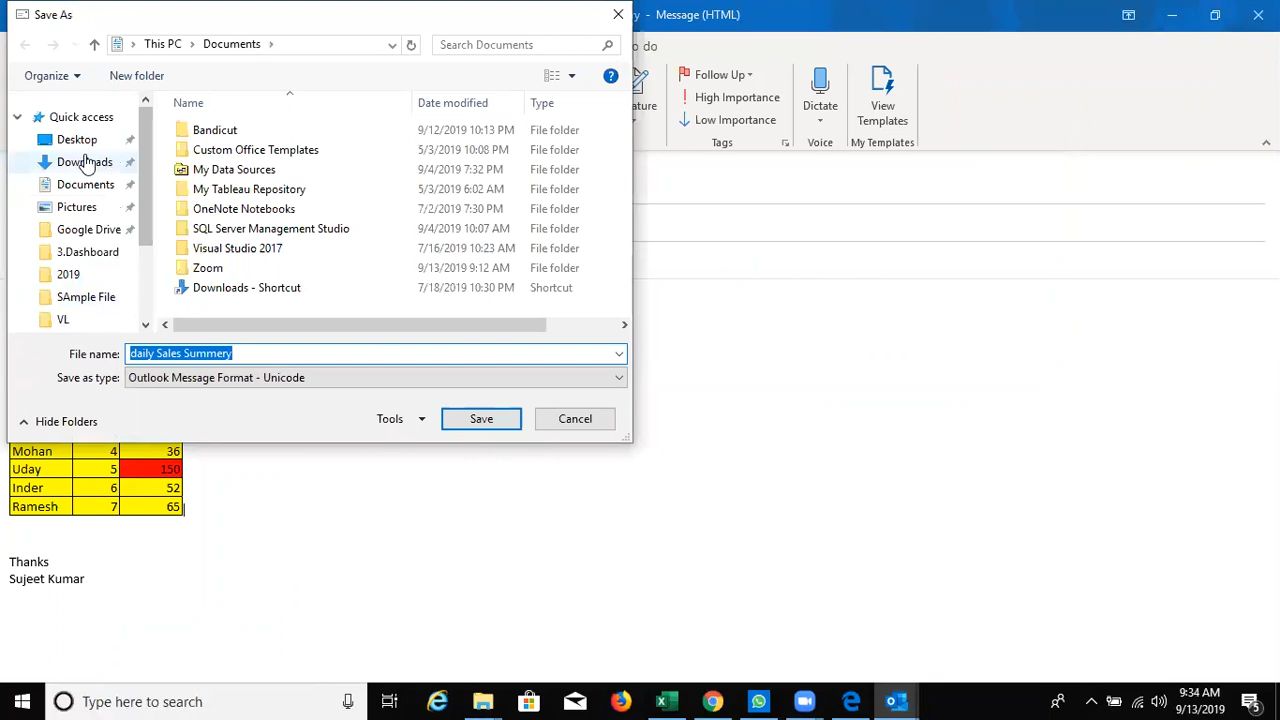 Save As
ry - Message (HTML)
This PC > Documents >
Search Documents
o do
Organize
New folder
Follow Up
High Importance
Low Importance
ature
Dictate
View
Templates
Voice
My Templates
Quick access
Desktop
Downloads
Documents
Pictures
Google Drive
3.Dashboard
2019
SAmple File
VL
Name Date modified Type
Bandicut 9/12/2019 10:13 PM File folder
Custom Office Templates 5/3/2019 10:08 PM File folder
My Data Sources 9/4/2019 7:32 PM File folder
My Tableau Repository 5/3/2019 6:02 AM File folder
OneNote Notebooks 7/2/2019 7:30 PM File folder
SQL Server Management Studio 9/4/2019 10:07 AM File folder
Visual Studio 2017 7/16/2019 10:23 AM File folder
Zoom 9/13/2019 9:12 AM File folder
Downloads - Shortcut 7/18/2019 10:30 PM Shortcut
File name: daily Sales Summery
Save as type: Outlook Message Format - Unicode
Hide Folders
Tools
Save
Cancel
Mohan 4 36
Uday 5 150
Inder 6 52
Ramesh 7 65
Thanks
Sujeet Kumar
Type here to search
9:34 AM
9/13/2019
5